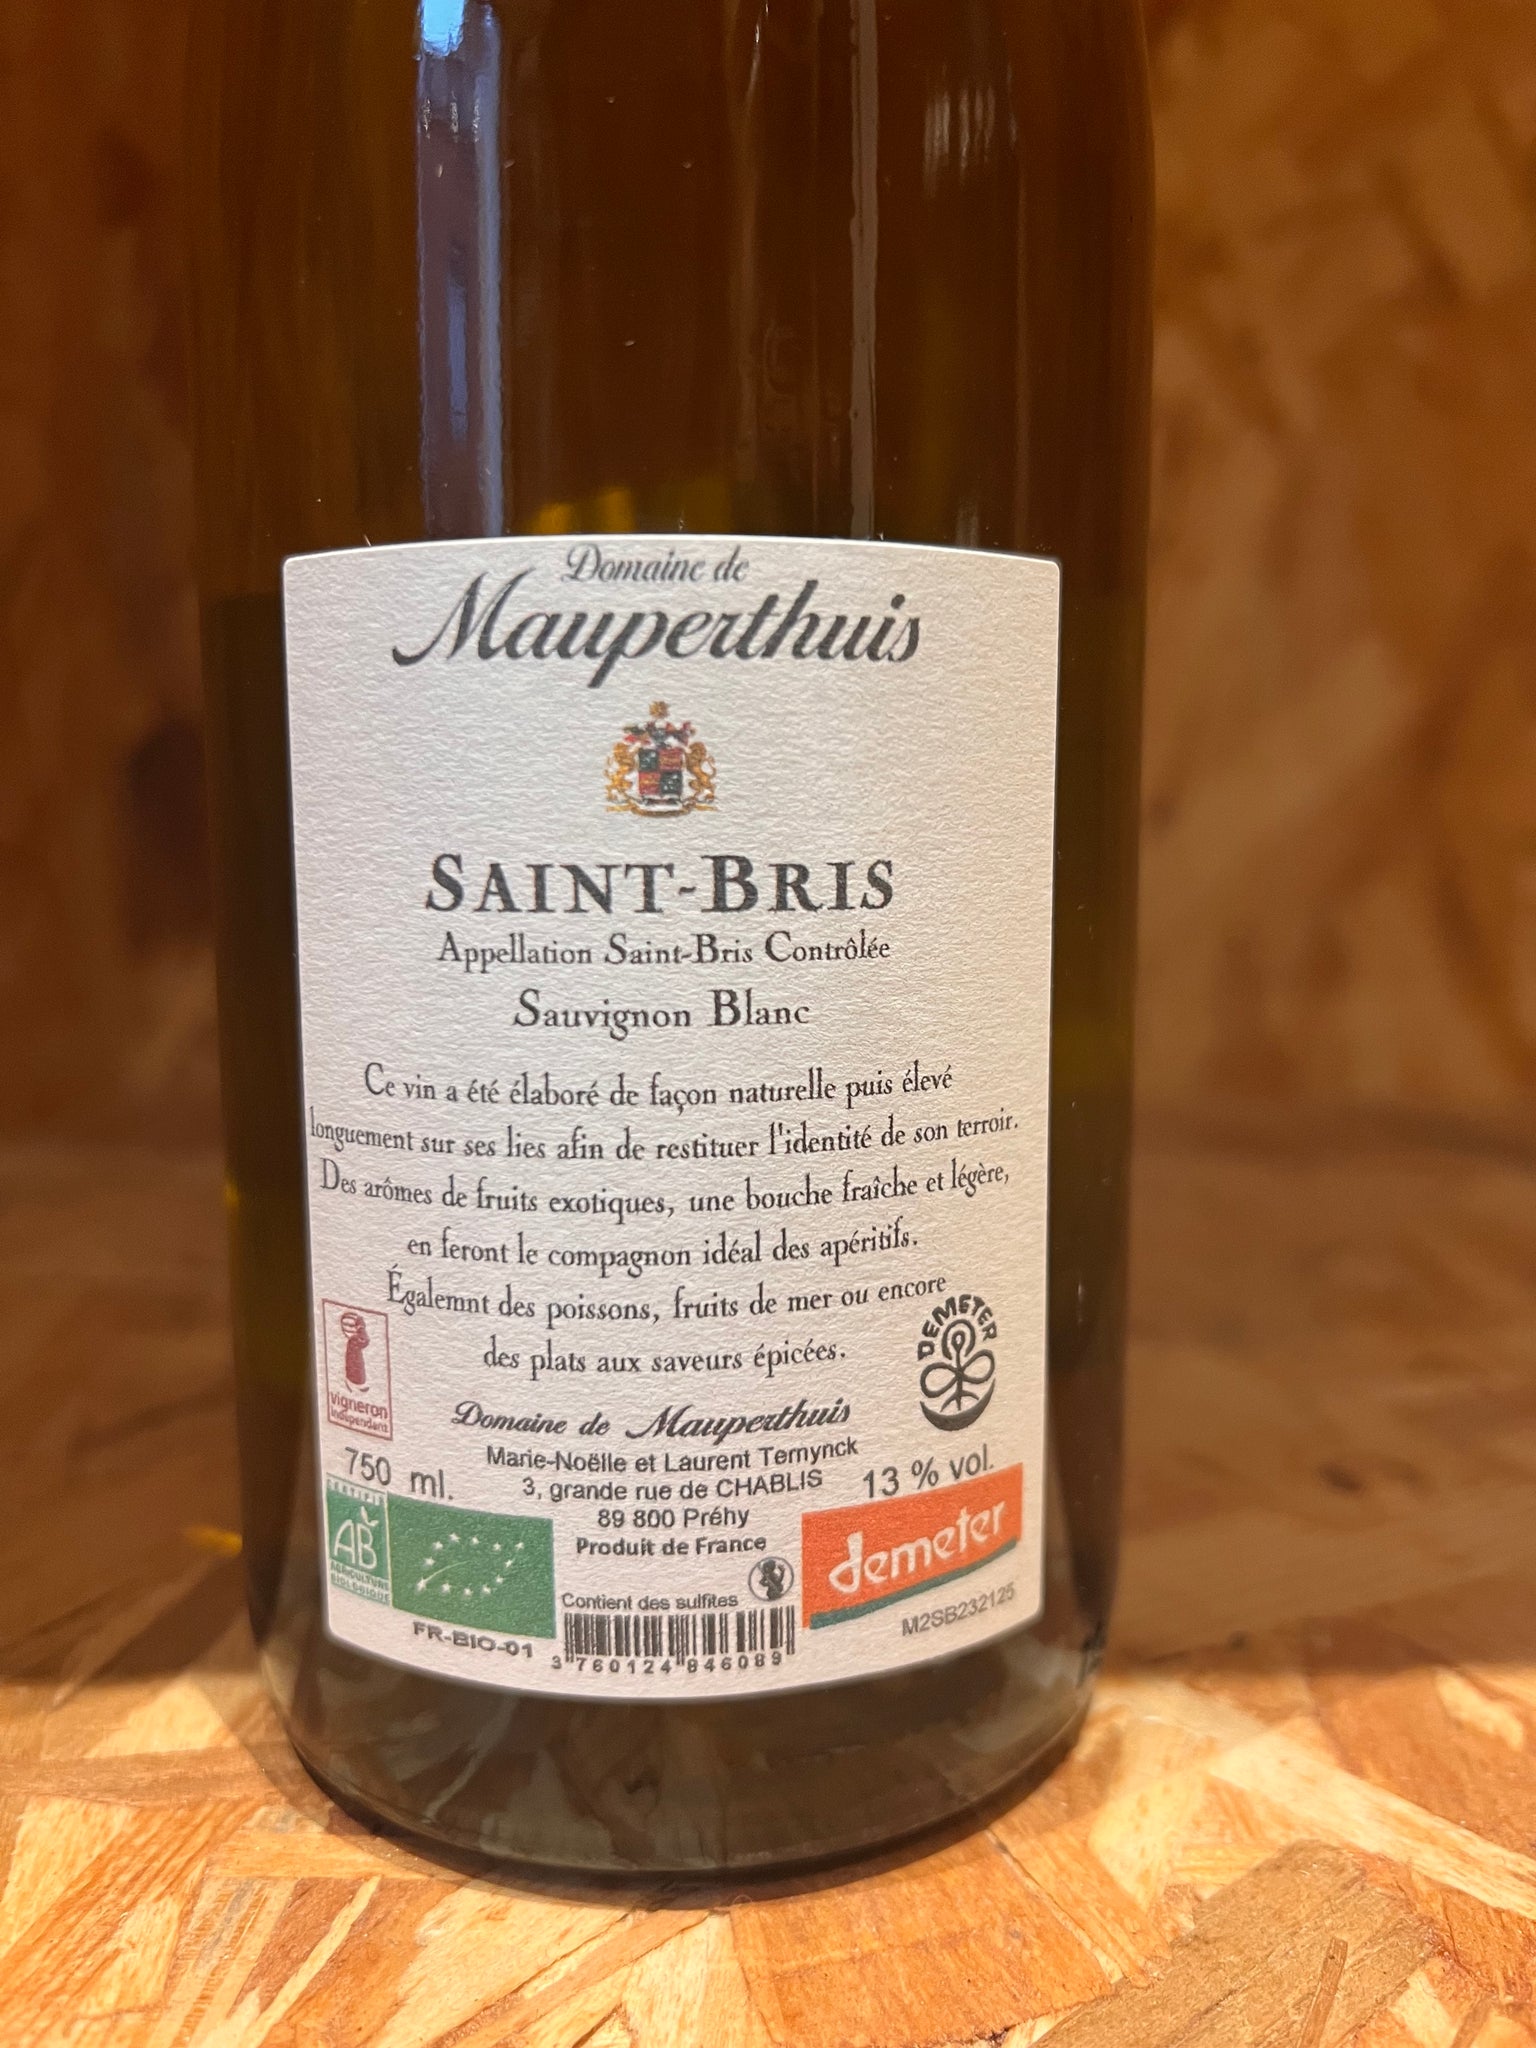 Domaine de
Mauperthuis
SAINT-BRIS
Appellation Saint-Bris Contrôlée
Sauvignon Blanc
Ce vin a été élaboré de façon naturelle puis élevé
longuement sur ses lies afin de restituer l'identité de son terroir.
Des arômes de fruits exotiques, une bouche fraîche et légère,
en feront le compagnon idéal des apéritifs.
Égalemnt des poissons, fruits de mer ou encore
des plats aux saveurs épicées.
DEMETER
vigneron
indépendant
Domaine de Mauperthuis
Marie-Noëlle et Laurent Ternynck
3, grande rue de CHABLIS
89 800 Préhy
Produit de France
750 ml.
13 % vol.
CERTIFIÉ
AB
AGRICULTURE
BIOLOGIQUE
demeter
Contient des sulfites
FR-BIO-01
M2SB232125
3 760124 846089